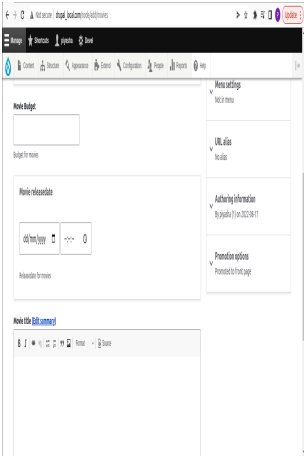 Not secure | drupal_local.com/node/add/movies
Update
Manage Shortcuts piyusha Devel
Content Structure Appearance Extend Configuration People Reports Help
Menu settings
Not in menu
Movie Budget
Budget for movies
URL alias
No alias
Movie releasedate
Authoring information
By piyusha (1) on 2022-08-17
dd/mm/yyyy --:--
Promotion options
Promoted to front page
Releasedate for movies
Movie title (Edit summary)
B I Format Source